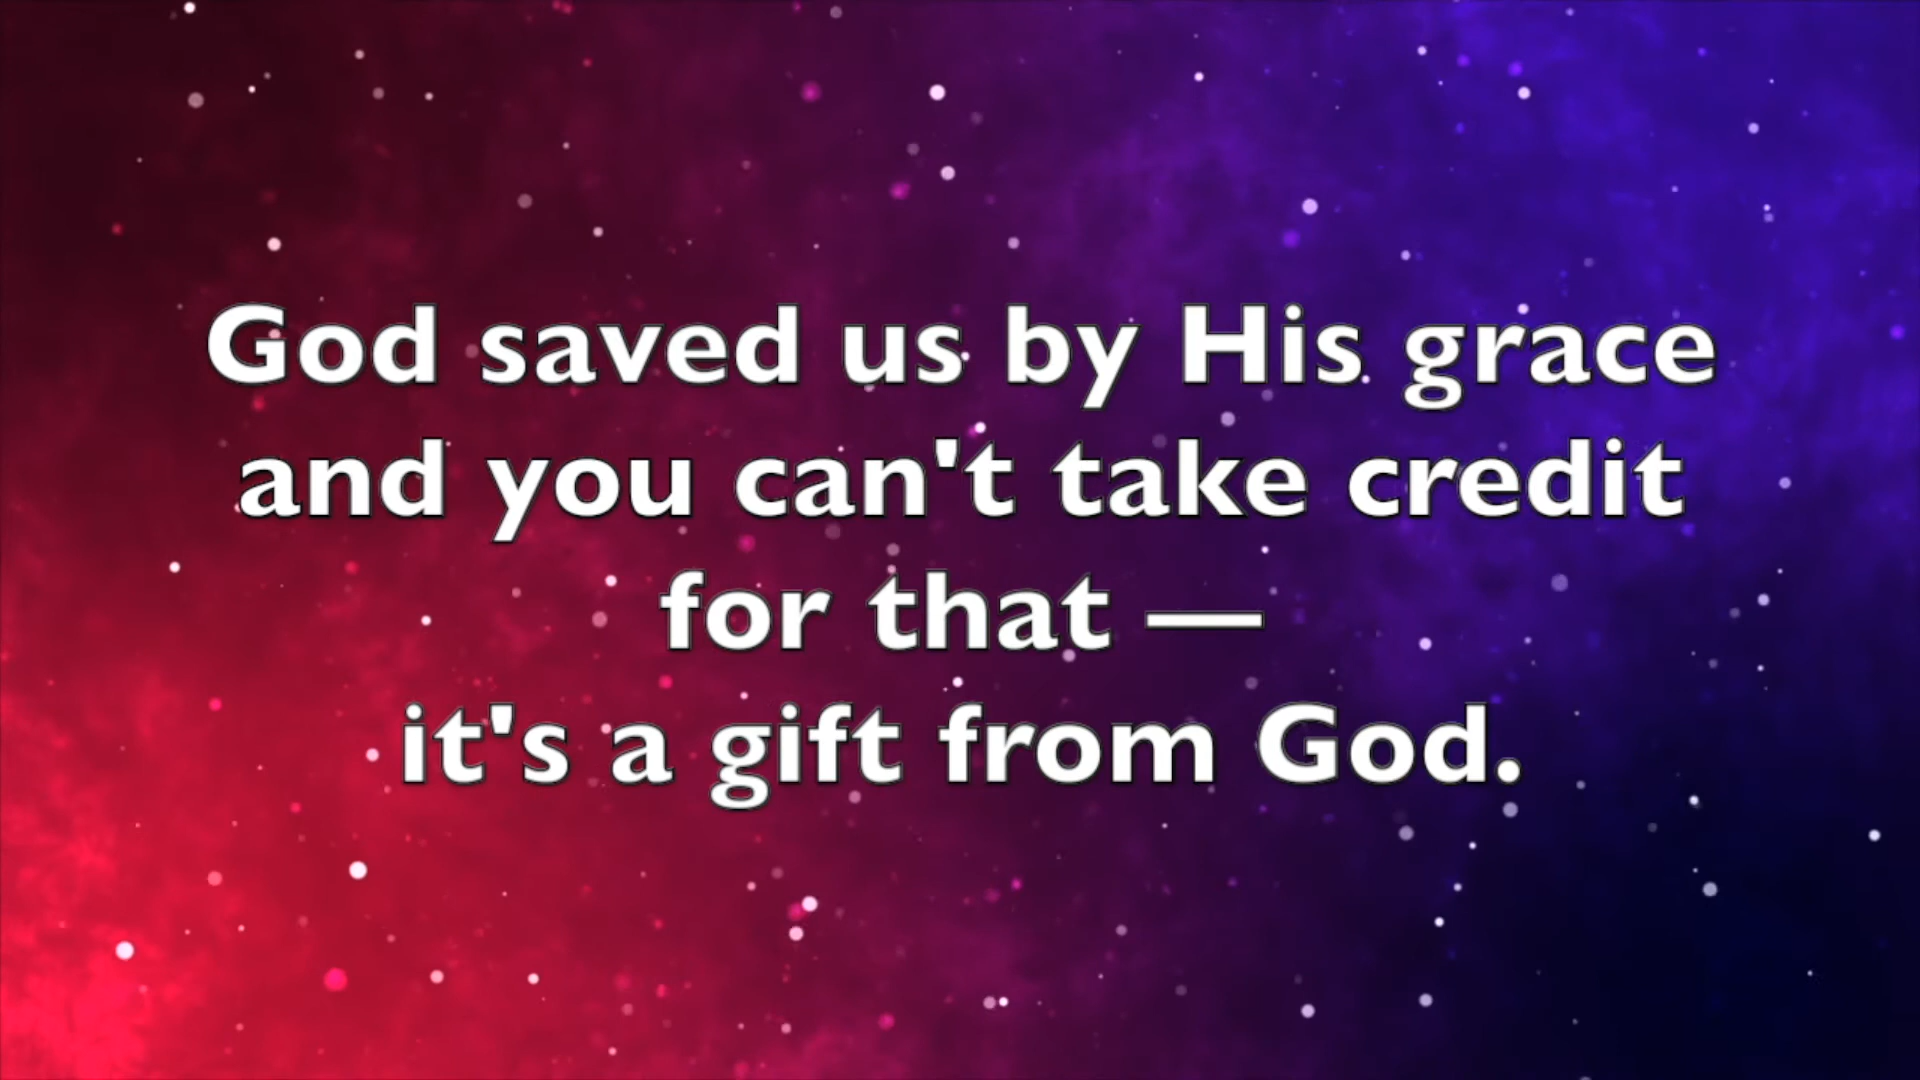 God saved us by His grace
and you can't take credit
for that —
it's a gift from God.